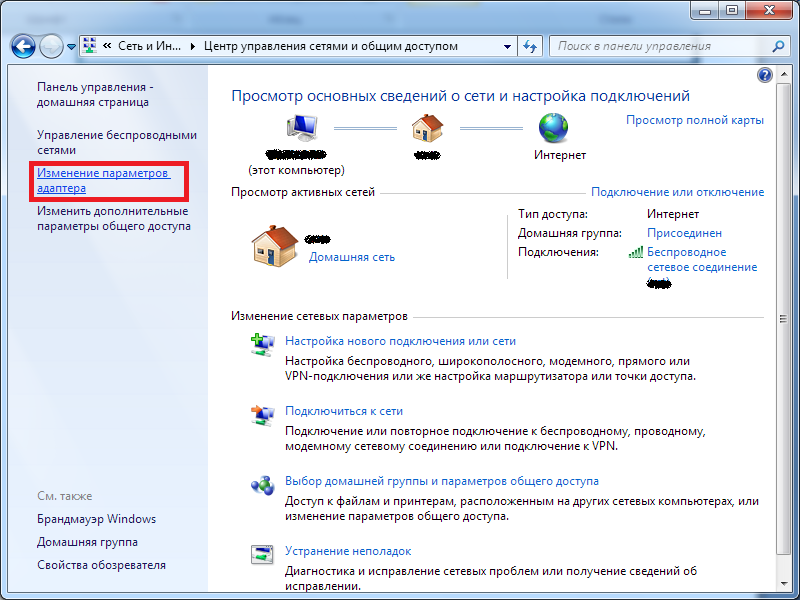 « Сеть и Ин... ▸ Центр управления сетями и общим доступом
Поиск в панели управления
Панель управления -
домашняя страница
Управление беспроводными
сетями
Изменение параметров
адаптера
Изменить дополнительные
параметры общего доступа
См. также
Брандмауэр Windows
Домашняя группа
Свойства обозревателя
Просмотр основных сведений о сети и настройка подключений
Просмотр полной карты
(этот компьютер)
Интернет
Просмотр активных сетей
Подключение или отключение
Домашняя сеть
Тип доступа: Интернет
Домашняя группа: Присоединен
Подключения: Беспроводное
сетевое соединение
Изменение сетевых параметров
Настройка нового подключения или сети
Настройка беспроводного, широкополосного, модемного, прямого или
VPN-подключения или же настройка маршрутизатора или точки доступа.
Подключиться к сети
Подключение или повторное подключение к беспроводному, проводному,
модемному сетевому соединению или подключение к VPN.
Выбор домашней группы и параметров общего доступа
Доступ к файлам и принтерам, расположенным на других сетевых компьютерах, или
изменение параметров общего доступа.
Устранение неполадок
Диагностика и исправление сетевых проблем или получение сведений об
исправлении.